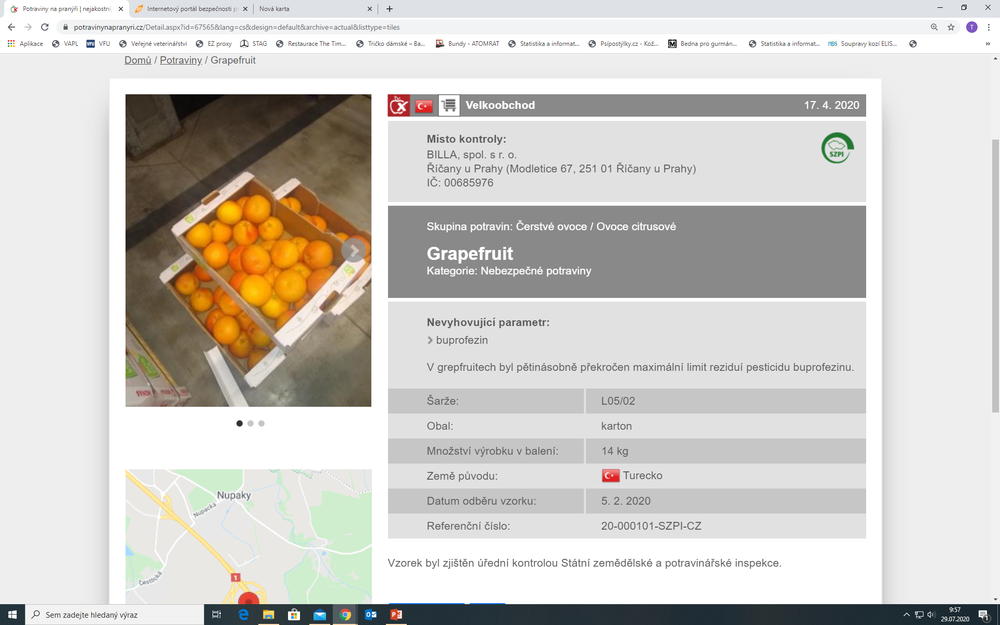 Potraviny na pranýři | nejakostní,
Internetový portál bezpečnosti po
Nová karta
potravinynapranyri.cz/Detail.aspx?id=67565&lang=cs&design=default&archive=actual&listtype=tiles
T
Aplikace
VAPL
VFU VFU
Veřejné veterinářství
EZ proxy
STAG
Restaurace The Tim...
Tričko dámské – Ba...
Bundy - ATOMRAT
Statistika a informat...
Psípostýlky.cz - Kož...
Bedna pro gurmán...
Statistika a informat...
MBS Soupravy kozí ELIS...
Domů / Potraviny / Grapefruit
Velkoobchod
17. 4. 2020
Místo kontroly:
BILLA, spol. s r. o.
Říčany u Prahy (Modletice 67, 251 01 Říčany u Prahy)
IČ: 00685976
SZPI
Skupina potravin: Čerstvé ovoce / Ovoce citrusové
Grapefruit
Kategorie: Nebezpečné potraviny
Nevyhovující parametr:
buprofezin
V grepfruitech byl pětinásobně překročen maximální limit reziduí pesticidu buprofezinu.
Šarže: L05/02
Obal: karton
Množství výrobku v balení: 14 kg
Země původu: Turecko
Datum odběru vzorku: 5. 2. 2020
Referenční číslo: 20-000101-SZPI-CZ
Vzorek byl zjištěn úřední kontrolou Státní zemědělské a potravinářské inspekce.
Nupaky
Nupacká
Čestlická
1
Sem zadejte hledaný výraz
9:57
29.07.2020
1